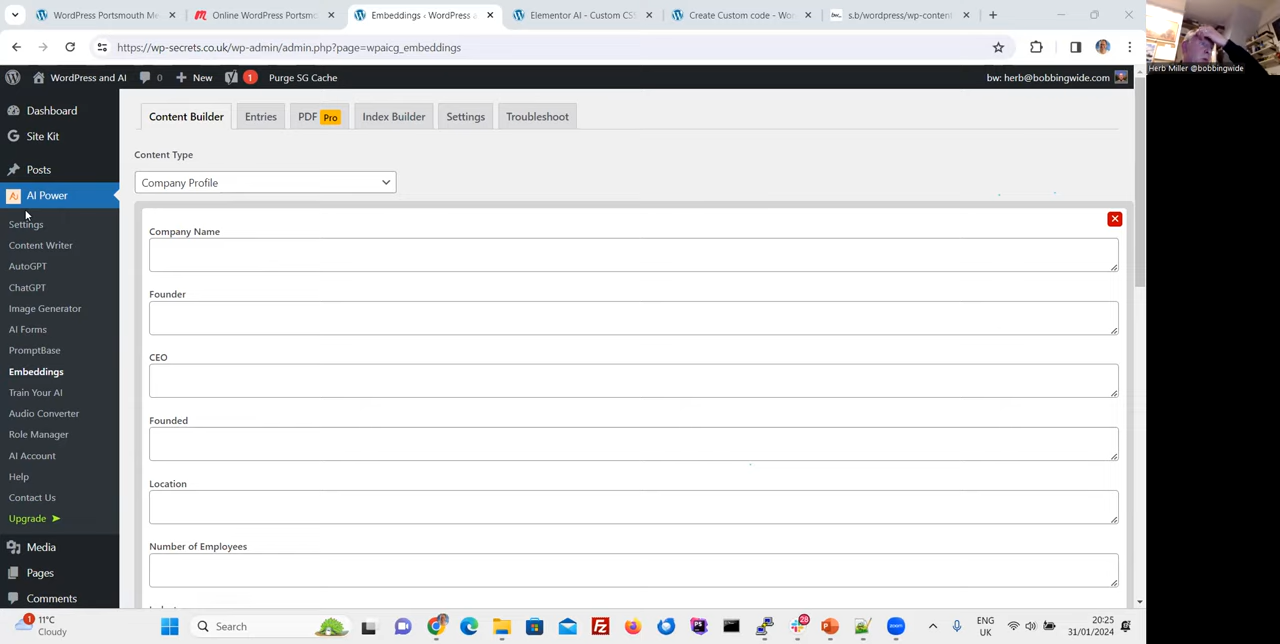 WordPress Portsmouth Me
Online WordPress Portsmo
Embeddings ‹ WordPress a
Elementor AI - Custom CSS
Create Custom code - Wor
s.b/wordpress/wp-content
https://wp-secrets.co.uk/wp-admin/admin.php?page=wpaicg_embeddings
Herb Miller @bobbingwide
WordPress and AI
0
New
1
Purge SG Cache
bw: herb@bobbingwide.com
Dashboard
Site Kit
Posts
AI Power
Settings
Content Writer
AutoGPT
ChatGPT
Image Generator
AI Forms
PromptBase
Embeddings
Train Your AI
Audio Converter
Role Manager
AI Account
Help
Contact Us
Upgrade ➤
Media
Pages
Comments
Content Builder
Entries
PDF Pro
Index Builder
Settings
Troubleshoot
Content Type
Company Profile
Company Name
Founder
CEO
Founded
Location
Number of Employees
1
11°C
Cloudy
Search
28
ENG
UK
20:25
31/01/2024